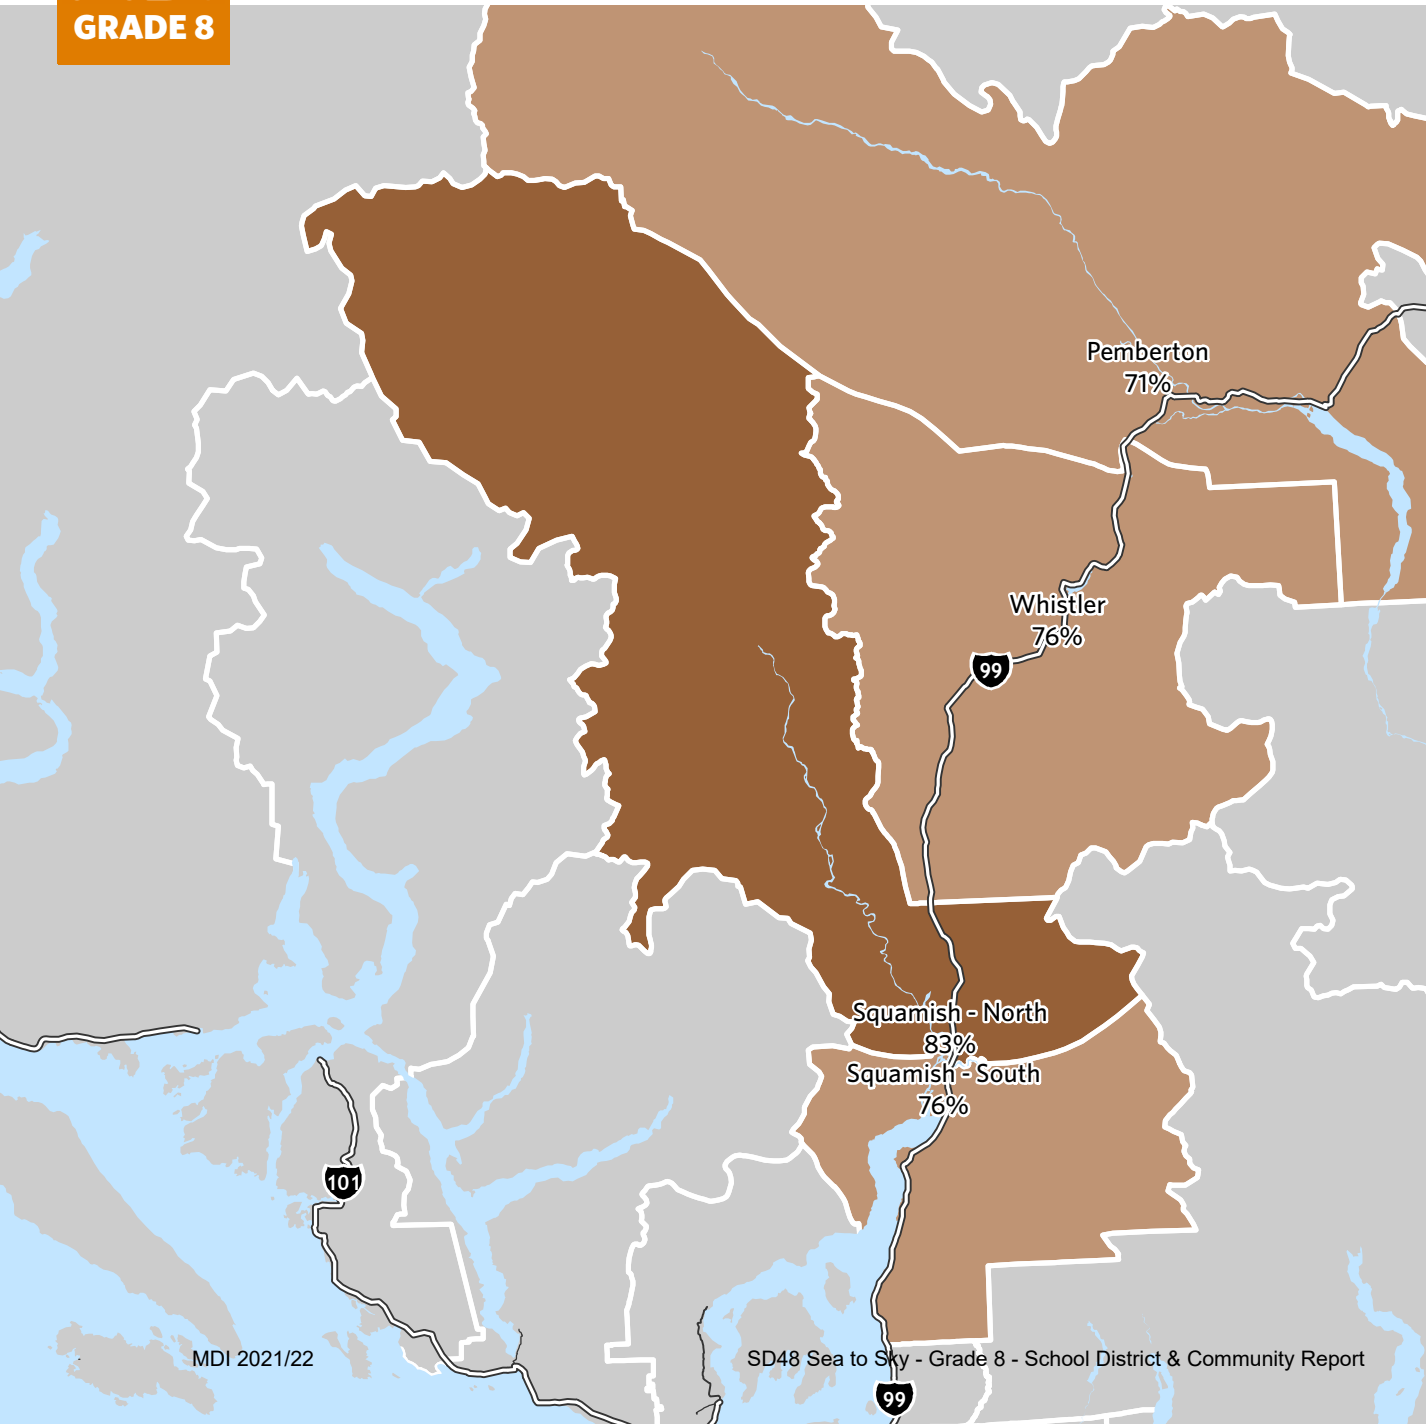 GRADE 8
Pemberton
71%
Whistler
76%
99
Squamish - North
83%
Squamish - South
76%
101
MDI 2021/22
SD48 Sea to Sky - Grade 8 - School District & Community Report
99